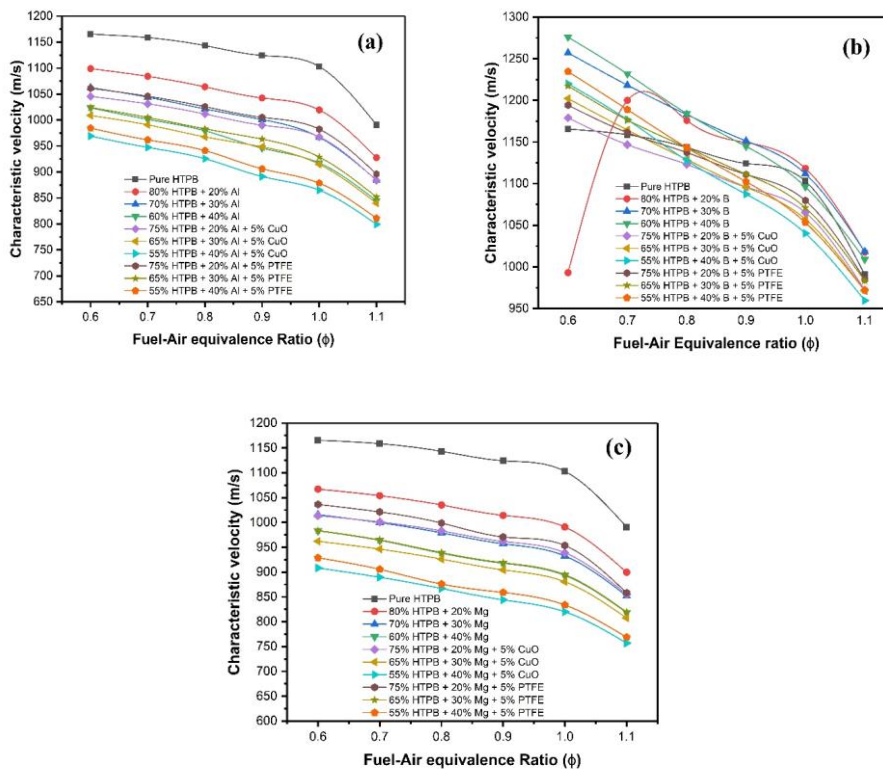 (a)
Characteristic velocity (m/s)
1200
1150
1100
1050
1000
950
900
850
800
750
700
650
Pure HTPB
80% HTPB + 20% Al
70% HTPB + 30% Al
60% HTPB + 40% Al
75% HTPB + 20% Al + 5% CuO
65% HTPB + 30% Al + 5% CuO
55% HTPB + 40% Al + 5% CuO
75% HTPB + 20% Al + 5% PTFE
65% HTPB + 30% Al + 5% PTFE
55% HTPB + 40% Al + 5% PTFE
0.6 0.7 0.8 0.9 1.0 1.1
Fuel-Air equivalence Ratio (ϕ)
(b)
Characteristic velocity (m/s)
1300
1250
1200
1150
1100
1050
1000
950
Pure HTPB
80% HTPB + 20% B
70% HTPB + 30% B
60% HTPB + 40% B
75% HTPB + 20% B + 5% CuO
65% HTPB + 30% B + 5% CuO
55% HTPB + 40% B + 5% CuO
75% HTPB + 20% B + 5% PTFE
65% HTPB + 30% B + 5% PTFE
55% HTPB + 40% B + 5% PTFE
0.6 0.7 0.8 0.9 1.0 1.1
Fuel-Air Equivalence ratio (ϕ)
(c)
Characteristic velocity (m/s)
1200
1150
1100
1050
1000
950
900
850
800
750
700
650
600
Pure HTPB
80% HTPB + 20% Mg
70% HTPB + 30% Mg
60% HTPB + 40% Mg
75% HTPB + 20% Mg + 5% CuO
65% HTPB + 30% Mg + 5% CuO
55% HTPB + 40% Mg + 5% CuO
75% HTPB + 20% Mg + 5% PTFE
65% HTPB + 30% Mg + 5% PTFE
55% HTPB + 40% Mg + 5% PTFE
0.6 0.7 0.8 0.9 1.0 1.1
Fuel-Air equivalence Ratio (ϕ)